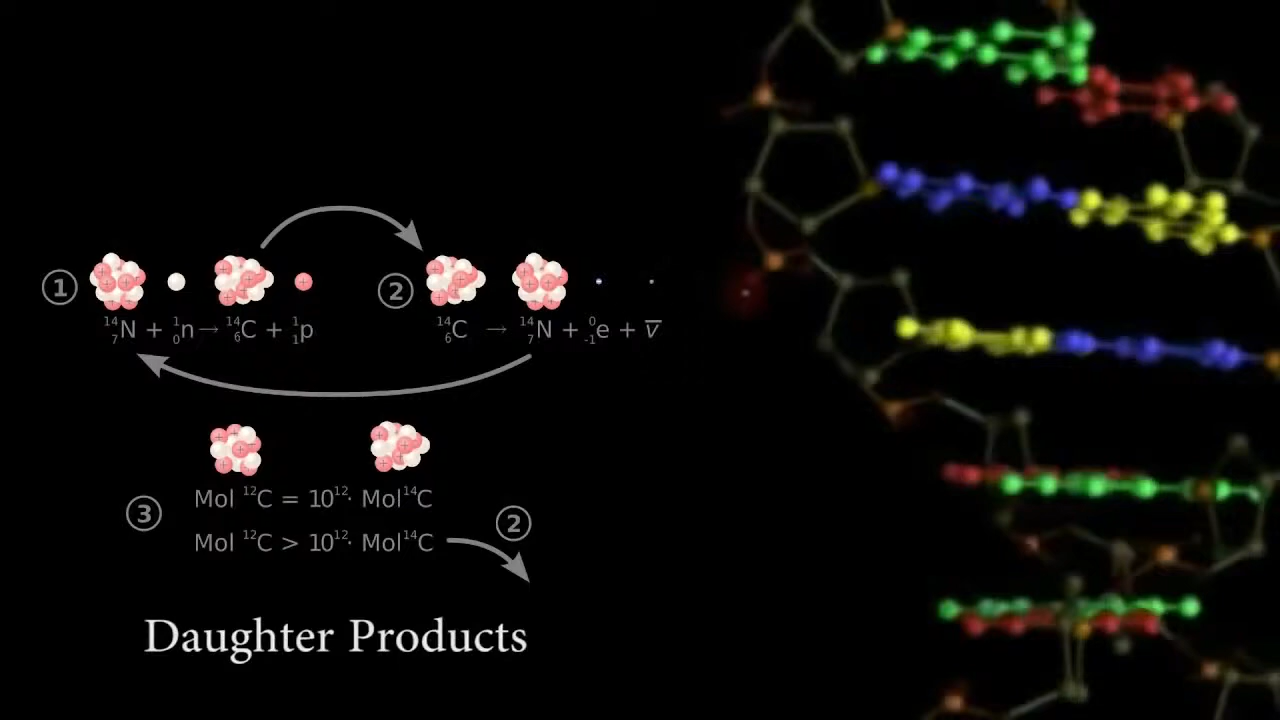 ① ②
¹⁴₇N + ¹₀n → ¹⁴₆C + ¹₁p
¹⁴₆C → ¹⁴₇N + ⁰₋₁e + v̅
③
Mol ¹²C = 10¹²· Mol¹⁴C
②
Mol ¹²C > 10¹²· Mol¹⁴C
Daughter Products